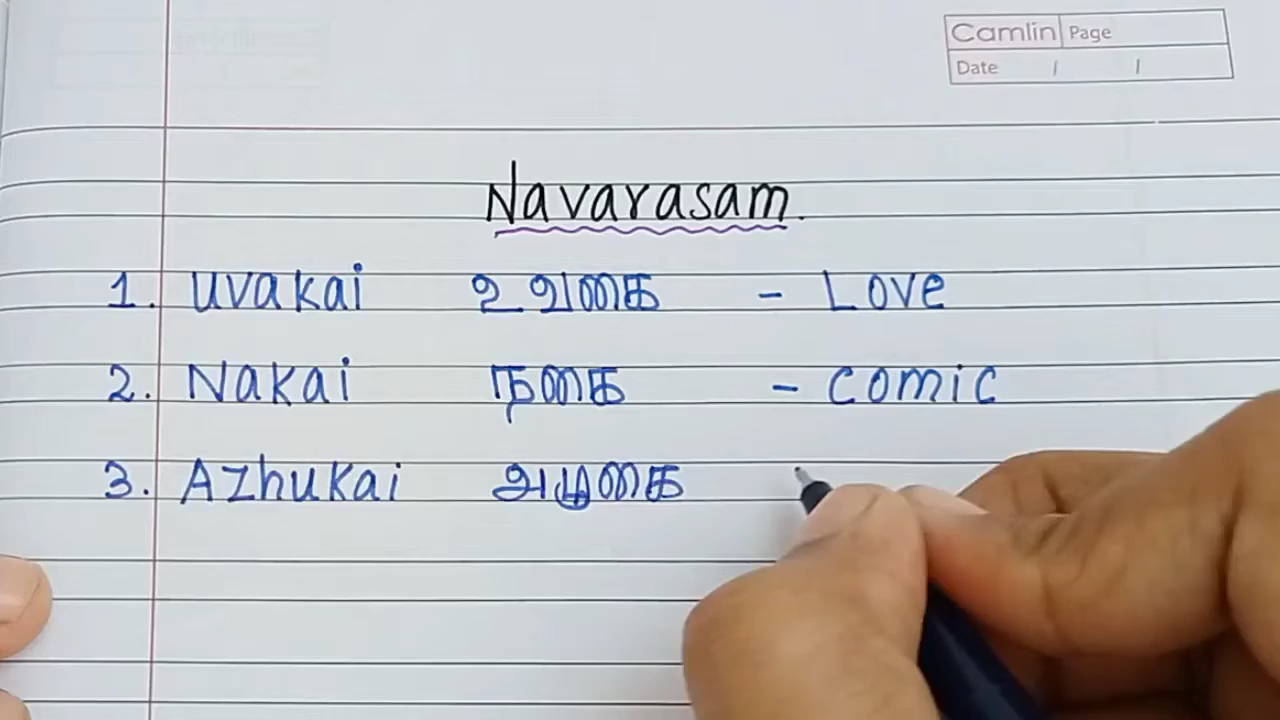 Camlin Page
Date / /
Navarasam.
1. Uvakai உவகை - Love
2. Nakai நகை - comic
3. Azhukai அழுகை